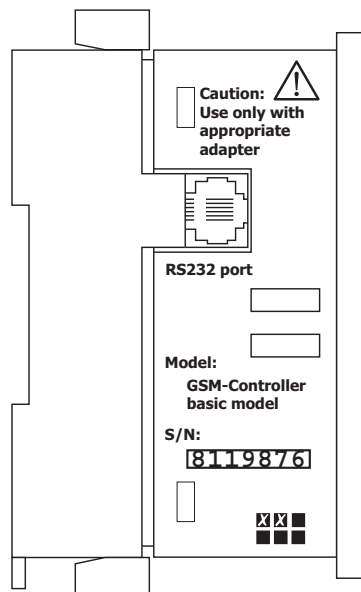 Caution:
Use only with
appropriate
adapter
RS232 port
Model:
GSM-Controller
basic model
S/N:
8119876
X X